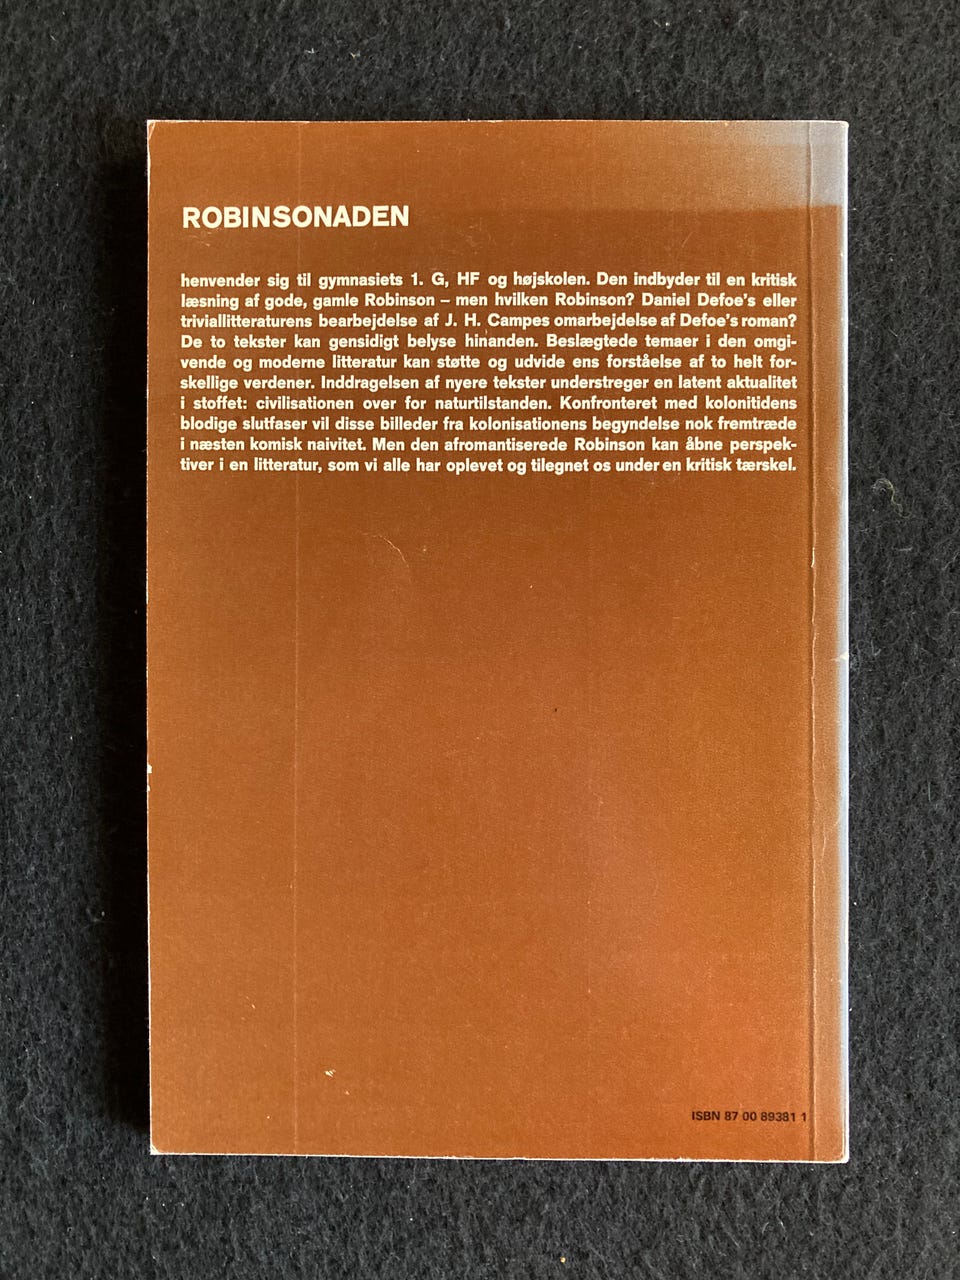 ROBINSONADEN
henvender sig til gymnasiets 1. G, HF og højskolen. Den indbyder til en kritisk
læsning af gode, gamle Robinson – men hvilken Robinson? Daniel Defoe's eller
triviallitteraturens bearbejdelse af J. H. Campes omarbejdelse af Defoe's roman?
De to tekster kan gensidigt belyse hinanden. Beslægtede temaer i den omgi-
vende og moderne litteratur kan støtte og udvide ens forståelse af to helt for-
skellige verdener. Inddragelsen af nyere tekster understreger en latent aktualitet
i stoffet: civilisationen over for naturtilstanden. Konfronteret med kolonitidens
blodige slutfaser vil disse billeder fra kolonisationens begyndelse nok fremtræde
i næsten komisk naivitet. Men den afromantiserede Robinson kan åbne perspek-
tiver i en litteratur, som vi alle har oplevet og tilegnet os under en kritisk tærskel.
ISBN 87 00 89381 1